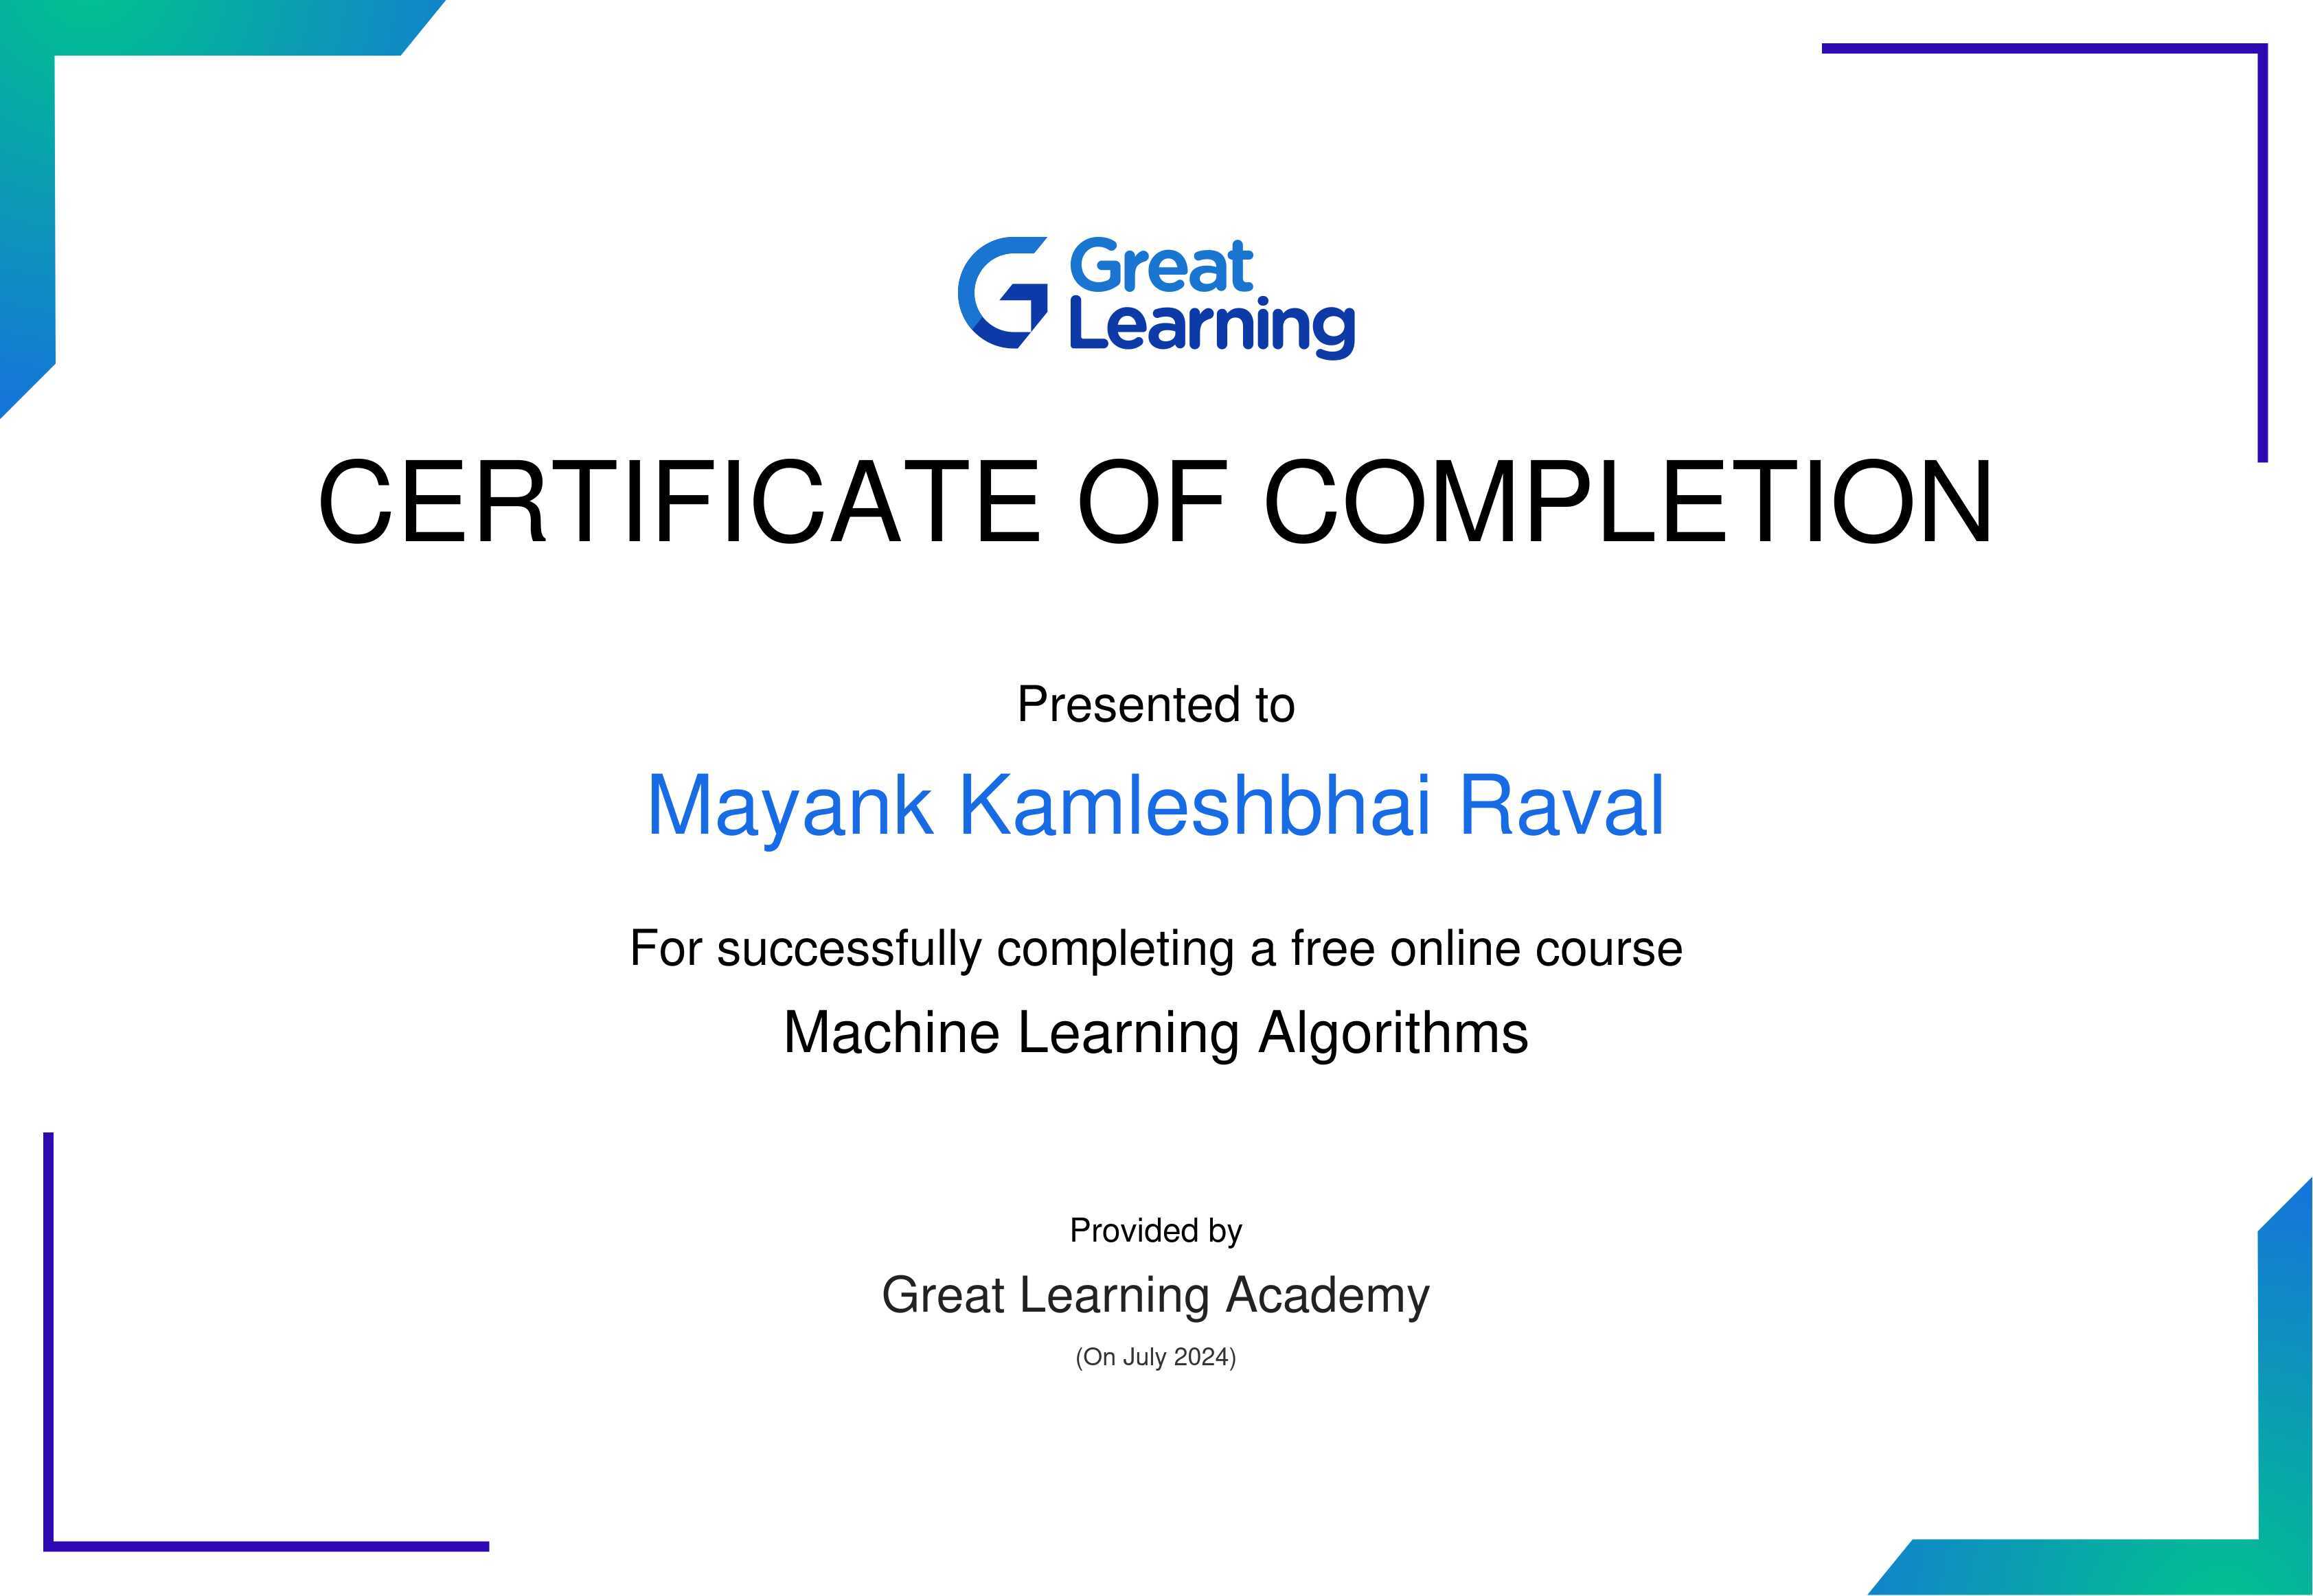 Great
Learning
CERTIFICATE OF COMPLETION
Presented to
Mayank Kamleshbhai Raval
For successfully completing a free online course
Machine Learning Algorithms
Provided by
Great Learning Academy
(On July 2024)